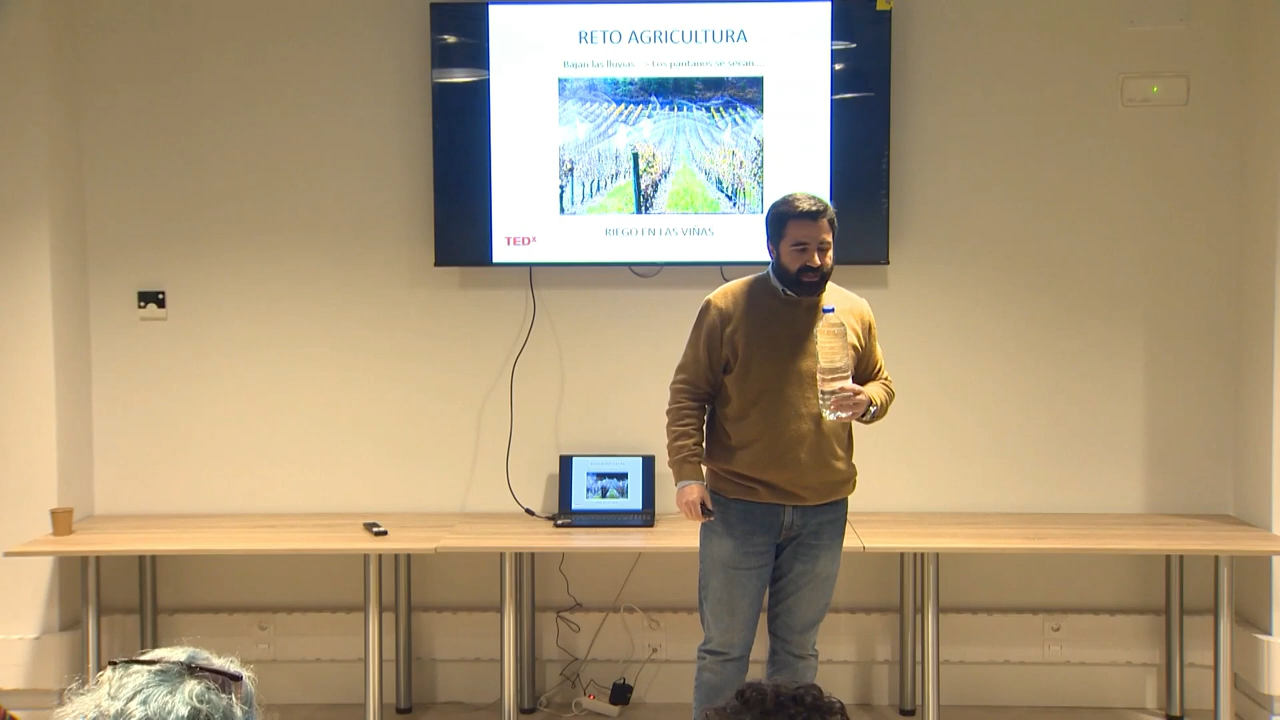 RETO AGRICULTURA
Bajan las lluvias... - Los pantanos se secan...
RIEGO EN LAS VIÑAS
TEDx